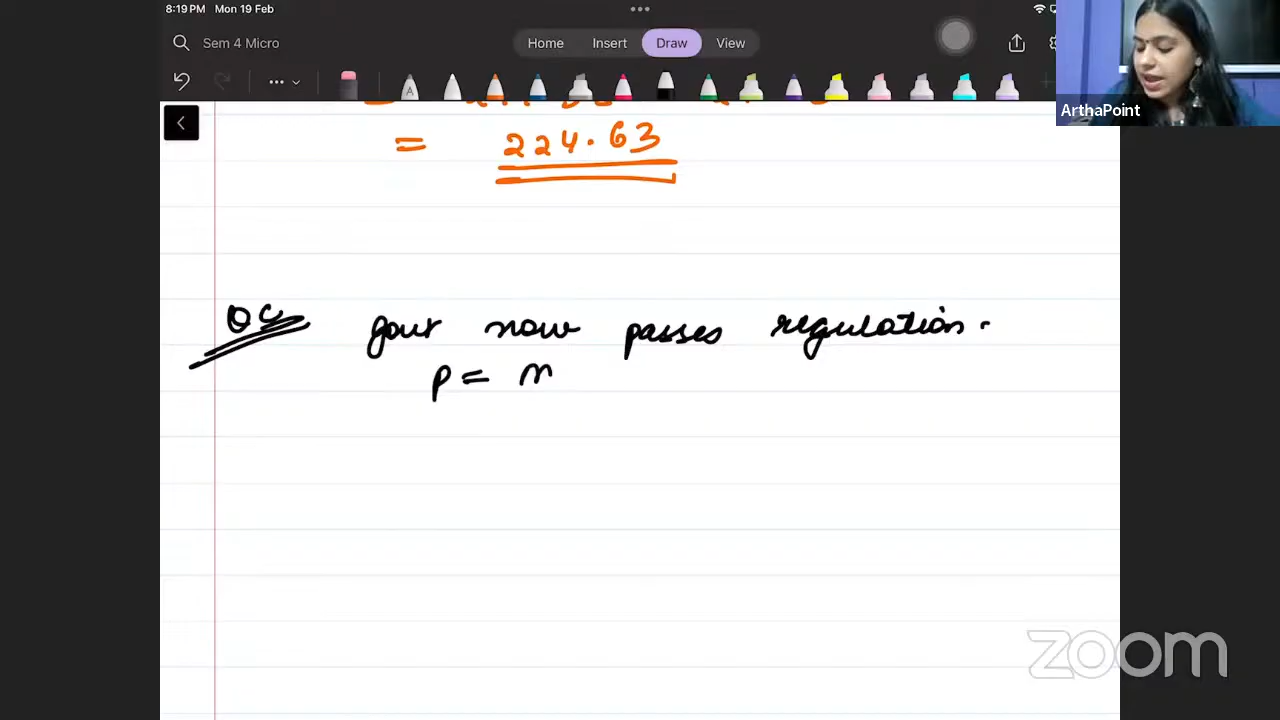 8:19 PM Mon 19 Feb
Sem 4 Micro
Home Insert Draw View
ArthaPoint
= 224.63
govt now passes regulation.
P = m
zoom